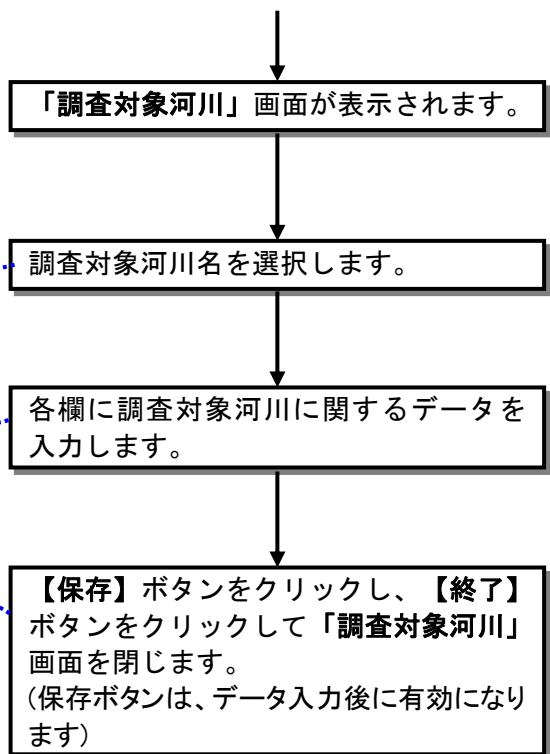 「調査対象河川」画面が表示されます。
調査対象河川名を選択します。
各欄に調査対象河川に関するデータを
入力します。
【保存】ボタンをクリックし、【終了】
ボタンをクリックして「調査対象河川」
画面を閉じます。
(保存ボタンは、データ入力後に有効になり
ます)